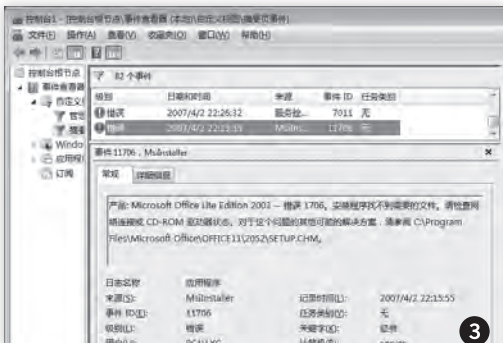 控制台1 - [控制台根节点\事件查看器 (本地)\自定义视图\摘要页事件]
文件(F) 操作(A) 查看(V) 收藏夹(O) 窗口(W) 帮助(H)
控制台根节点
82 个事件
事件查看器
自定义
级别 日期和时间 来源 事件 ID 任务类别
错误 2007/4/2 22:26:32 服务控... 7011 无
错误 MsiIns... 11706 无
Windo
应用程
订阅
事件 11706，MsiInstaller
常规 详细信息
产品: Microsoft Office Lite Edition 2003 -- 错误 1706。安装程序找不到需要的文件。请检查网
络连接或 CD-ROM 驱动器状态。对于这个问题的其他可能的解决方案，请参阅 C:\Program
Files\Microsoft Office\OFFICE11\2052\SETUP.CHM。
日志名称 应用程序
来源(S): MsiInstaller 记录时间(L): 2007/4/2 22:15:55
事件 ID(E): 11706 任务类别(Y): 无
级别(L): 错误 关键字(K): 经典
3